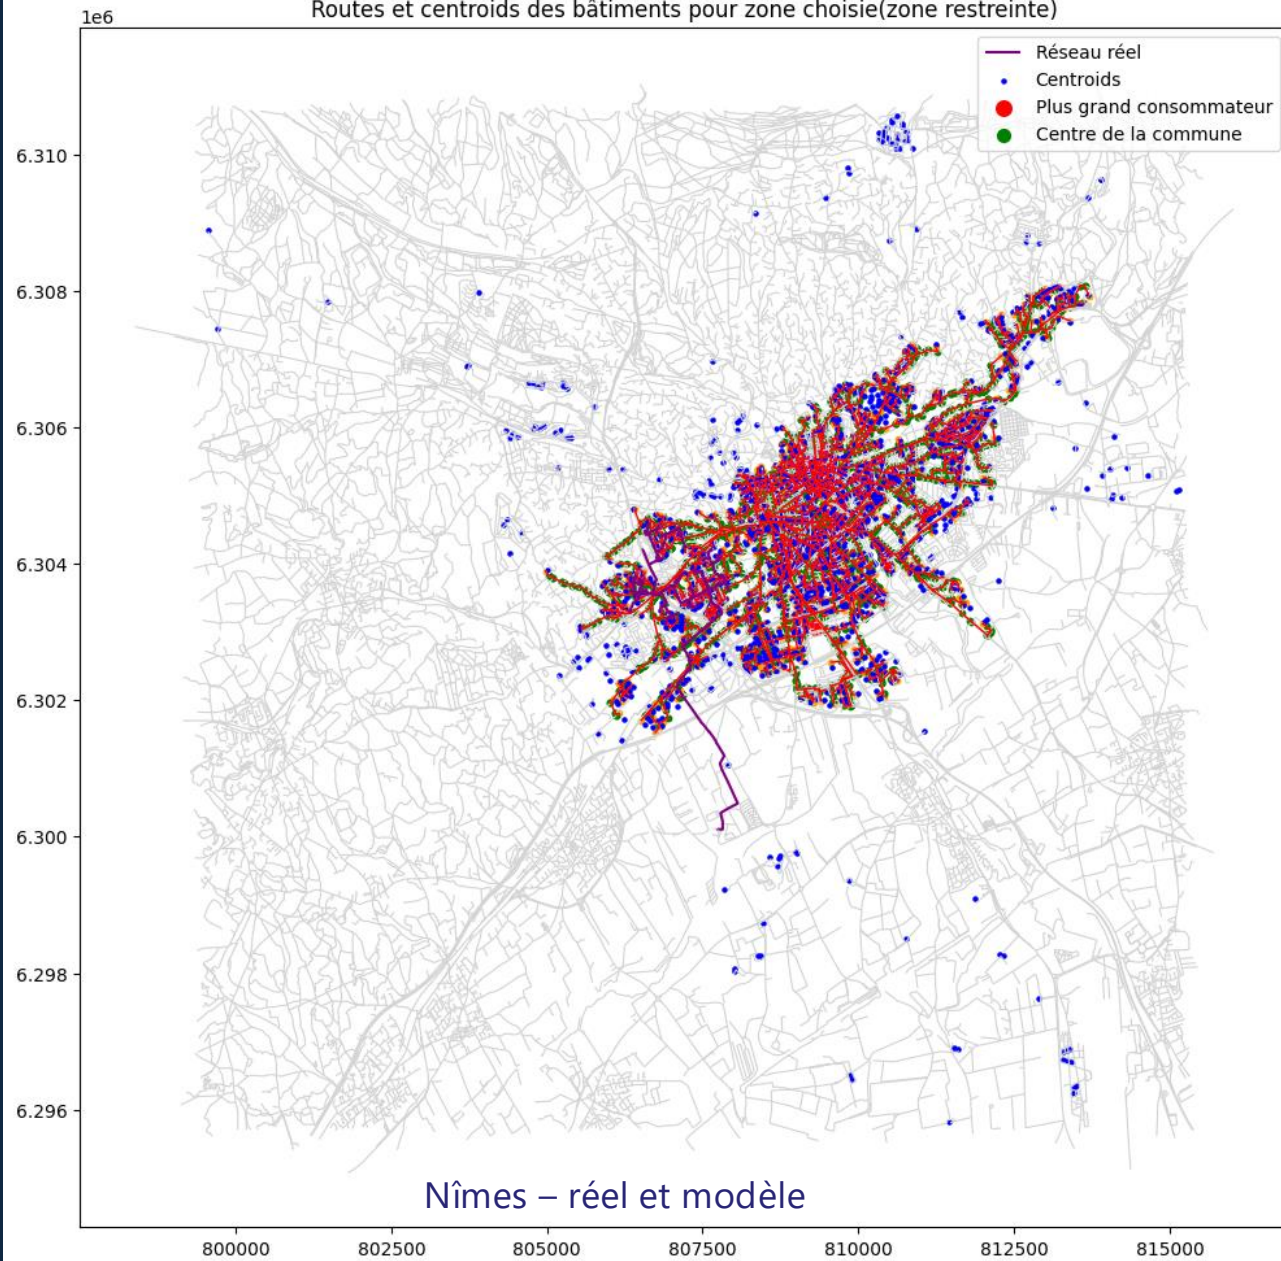 Routes et centroids des bâtiments pour zone choisie(zone restreinte)
1e6
Réseau réel
Centroids
Plus grand consommateur
Centre de la commune
6.310
6.308
6.306
6.304
6.302
6.300
6.298
6.296
Nîmes – réel et modèle
800000 802500 805000 807500 810000 812500 815000